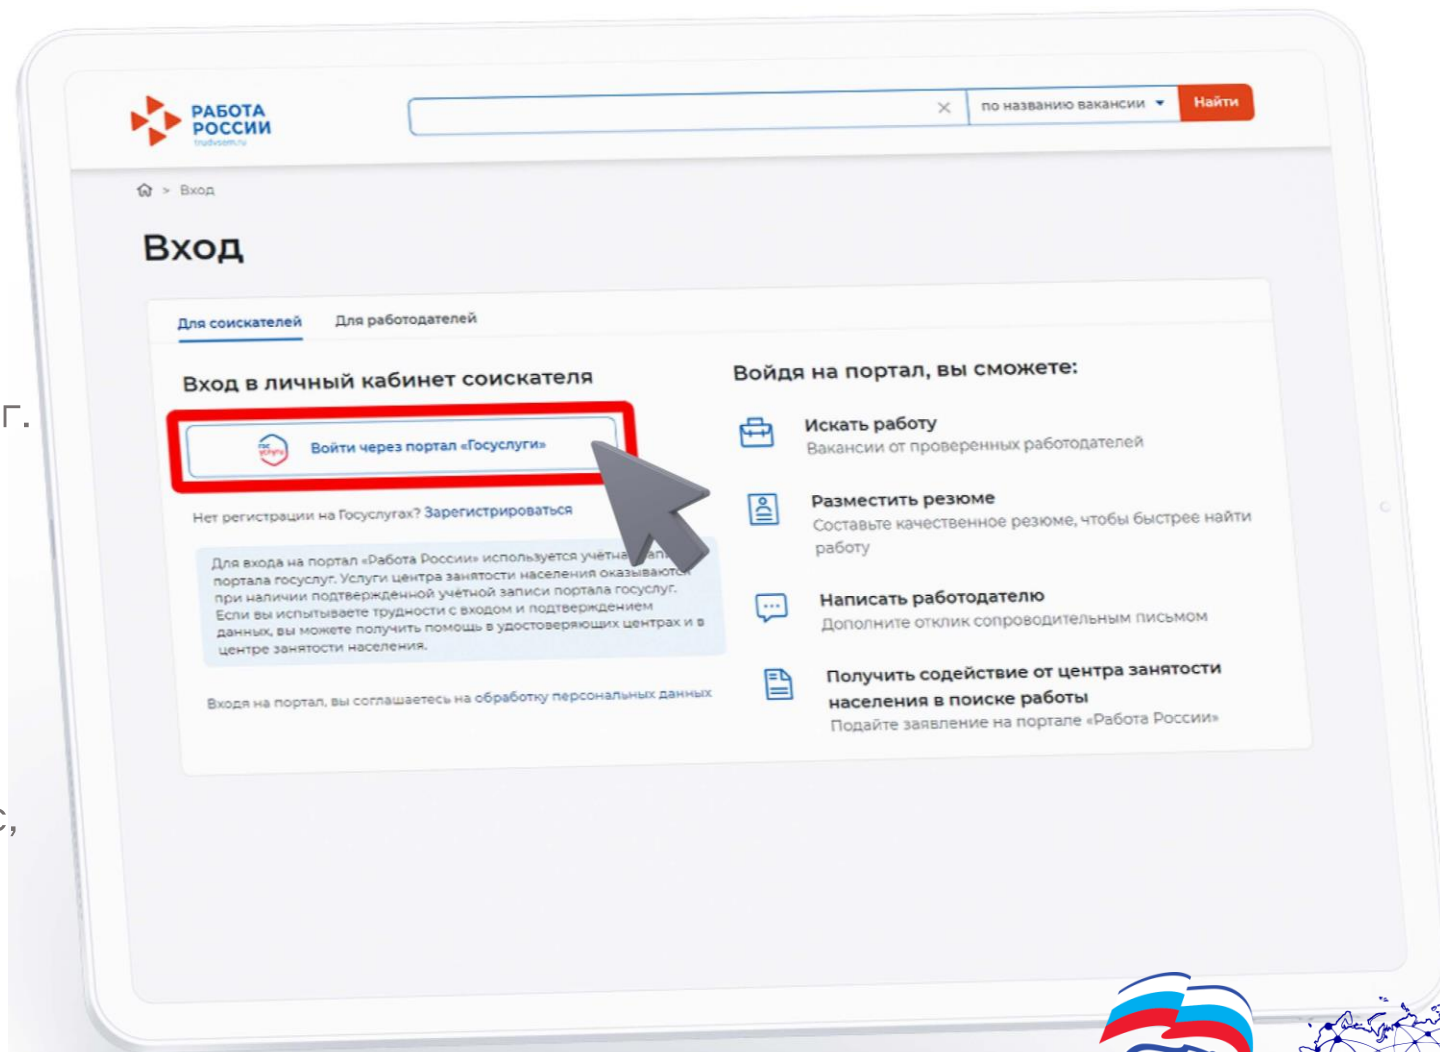 РАБОТА
РОССИИ
trudvsem.ru
по названию вакансии
Найти
> Вход
Вход
Для соискателей
Для работодателей
Вход в личный кабинет соискателя
г.
гос
услуги
Войти через портал «Госуслуги»
Нет регистрации на Госуслугах? Зарегистрироваться
Для входа на портал «Работа России» используется
портала госуслуг. Услуги центра занятости населения оказываются
при наличии подтвержденной учётной записи портала госуслуг.
Если вы испытываете трудности с входом и подтверждением
данных, вы можете получить помощь в удостоверяющих центрах и в
центре занятости населения.
Входя на портал, вы соглашаетесь на обработку персональных данных
Войдя на портал, вы сможете:
Искать работу
Вакансии от проверенных работодателей
Разместить резюме
Составьте качественное резюме, чтобы быстрее найти
работу
Написать работодателю
Дополните отклик сопроводительным письмом
Получить содействие от центра занятости
населения в поиске работы
Подайте заявление на портале «Работа России»
с,